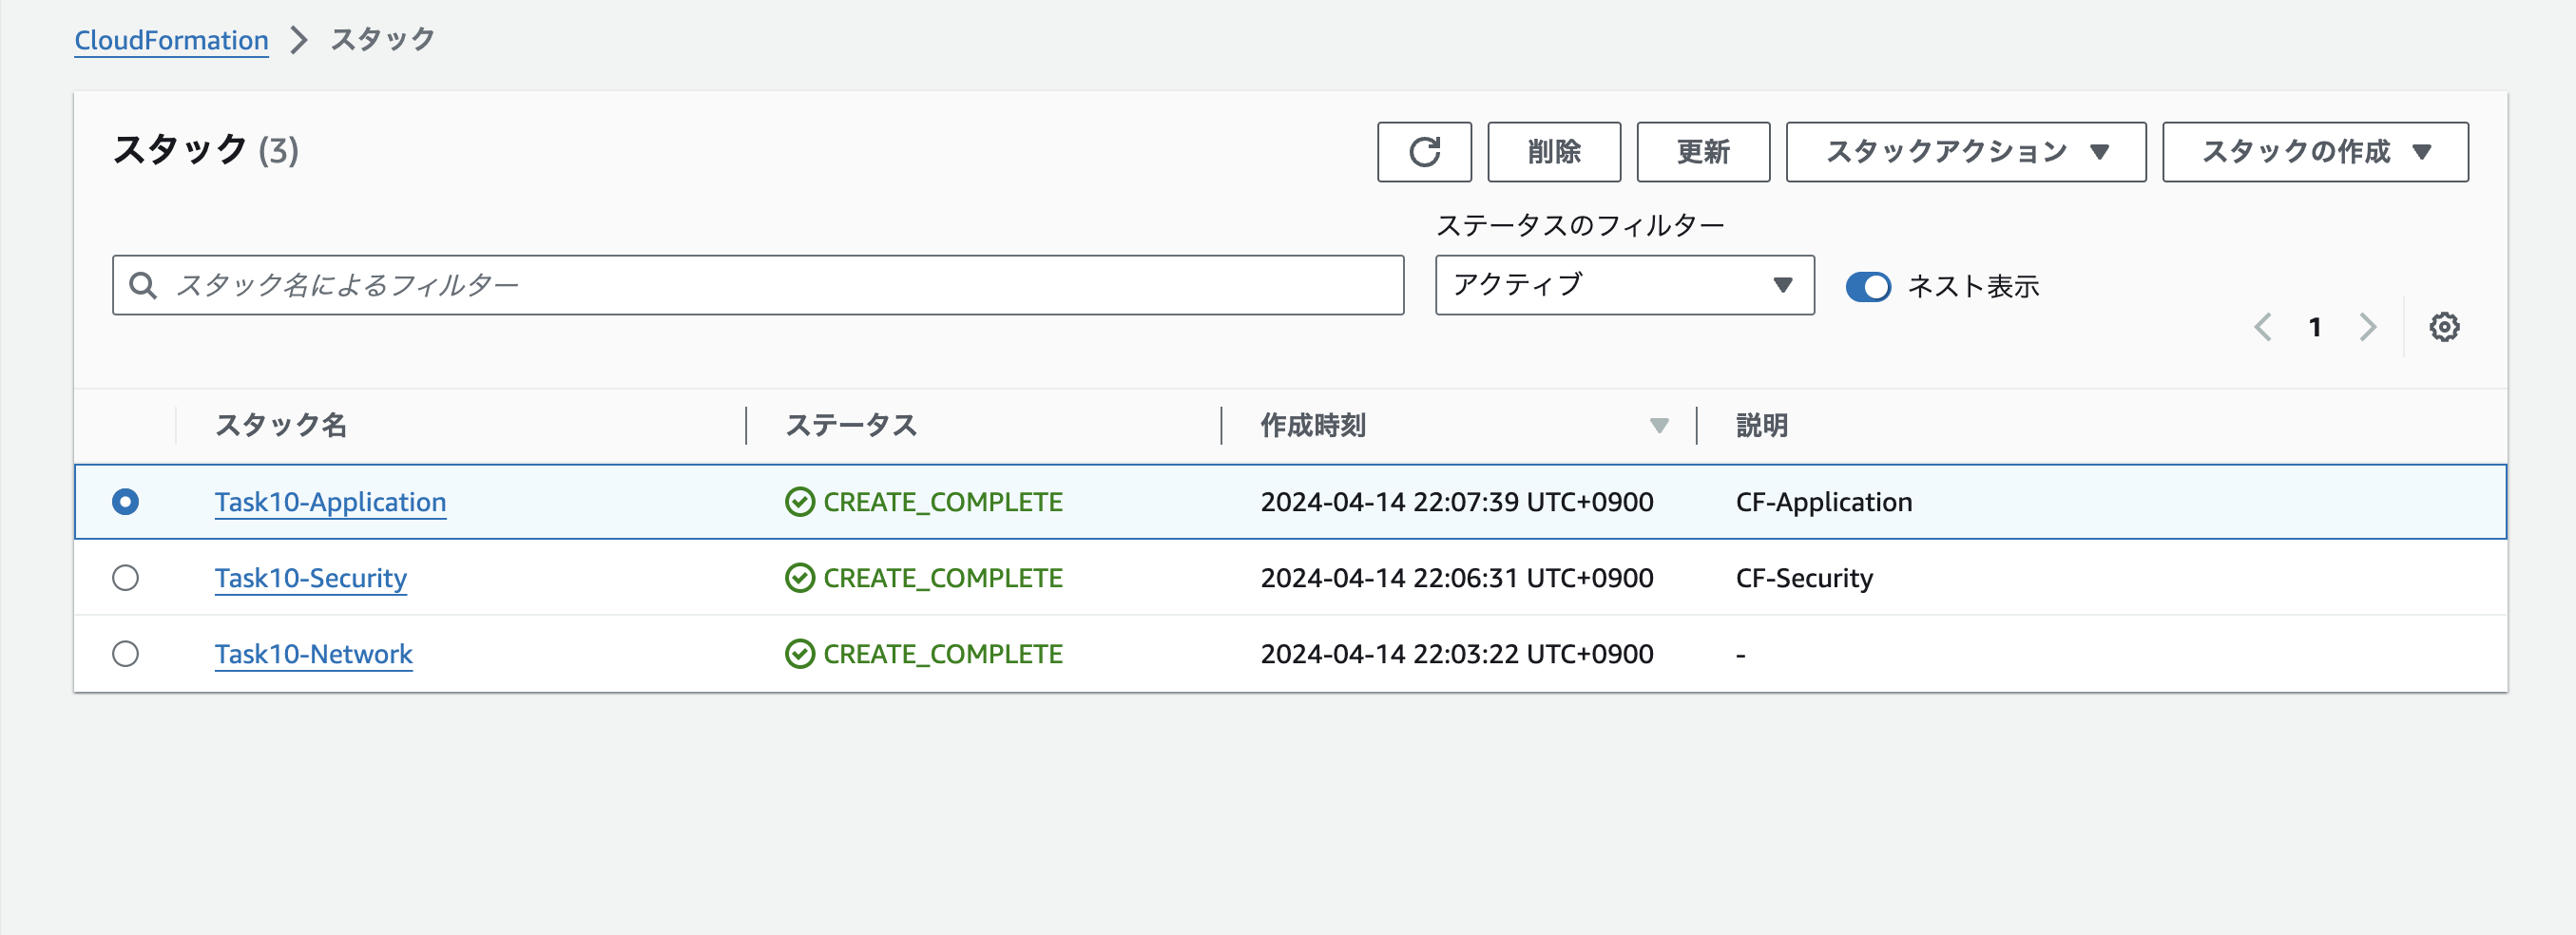 CloudFormation > スタック
スタック (3)
削除 更新 スタックアクション ▼ スタックの作成 ▼
ステータスのフィルター
スタック名によるフィルター
アクティブ ネスト表示
1
スタック名 ステータス 作成時刻 説明
Task10-Application CREATE_COMPLETE 2024-04-14 22:07:39 UTC+0900 CF-Application
Task10-Security CREATE_COMPLETE 2024-04-14 22:06:31 UTC+0900 CF-Security
Task10-Network CREATE_COMPLETE 2024-04-14 22:03:22 UTC+0900 -